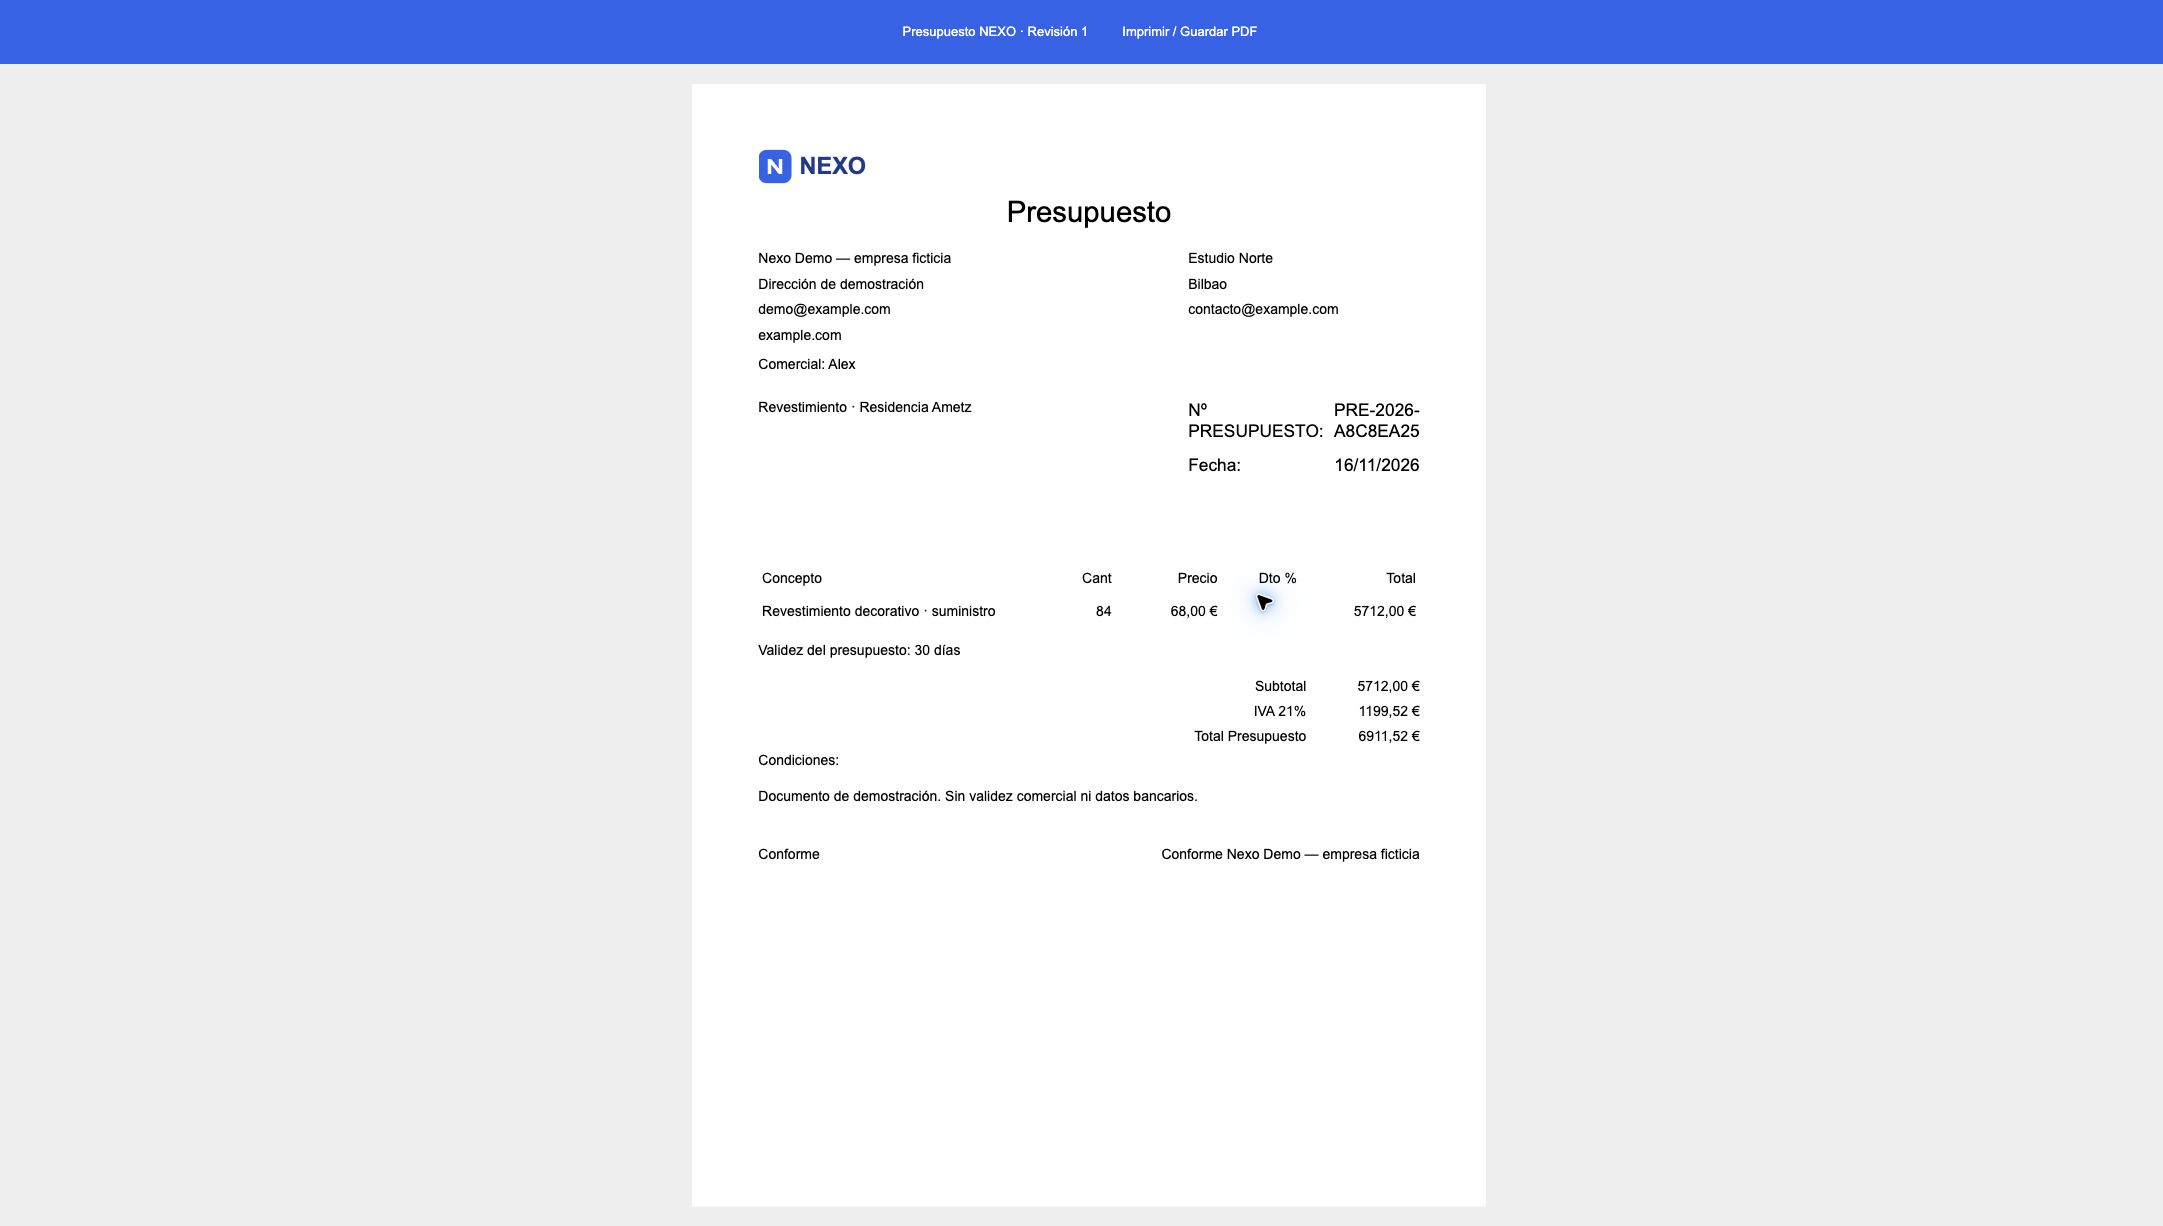 Presupuesto NEXO · Revisión 1 Imprimir / Guardar PDF
N NEXO
Presupuesto
Nexo Demo — empresa ficticia Estudio Norte
Dirección de demostración Bilbao
demo@example.com contacto@example.com
example.com
Comercial: Alex
Revestimiento · Residencia Ametz
Nº PRE-2026-
PRESUPUESTO: A8C8EA25
Fecha: 16/11/2026
Concepto Cant Precio Dto % Total
Revestimiento decorativo · suministro 84 68,00 € 5712,00 €
Validez del presupuesto: 30 días
Subtotal 5712,00 €
IVA 21% 1199,52 €
Total Presupuesto 6911,52 €
Condiciones:
Documento de demostración. Sin validez comercial ni datos bancarios.
Conforme Conforme Nexo Demo — empresa ficticia